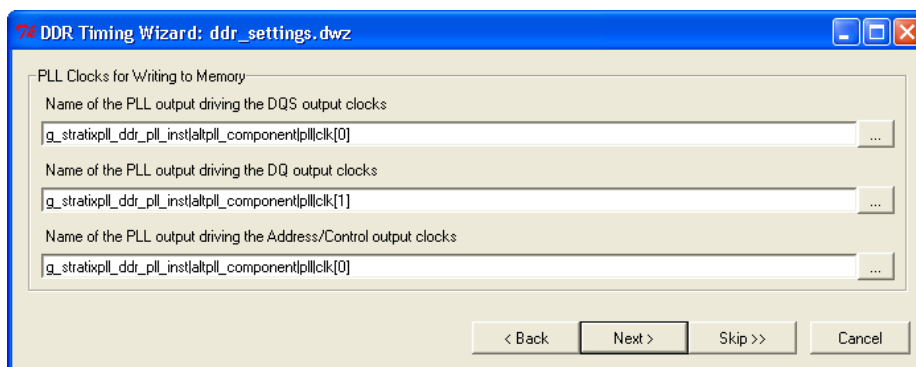 DDR Timing Wizard: ddr_settings.dwz
PLL Clocks for Writing to Memory
Name of the PLL output driving the DQS output clocks
g_stratixpll_ddr_pll_inst|altpll_component|pll|clk[0]
...
Name of the PLL output driving the DQ output clocks
g_stratixpll_ddr_pll_inst|altpll_component|pll|clk[1]
...
Name of the PLL output driving the Address/Control output clocks
g_stratixpll_ddr_pll_inst|altpll_component|pll|clk[0]
...
< Back Next > Skip >> Cancel